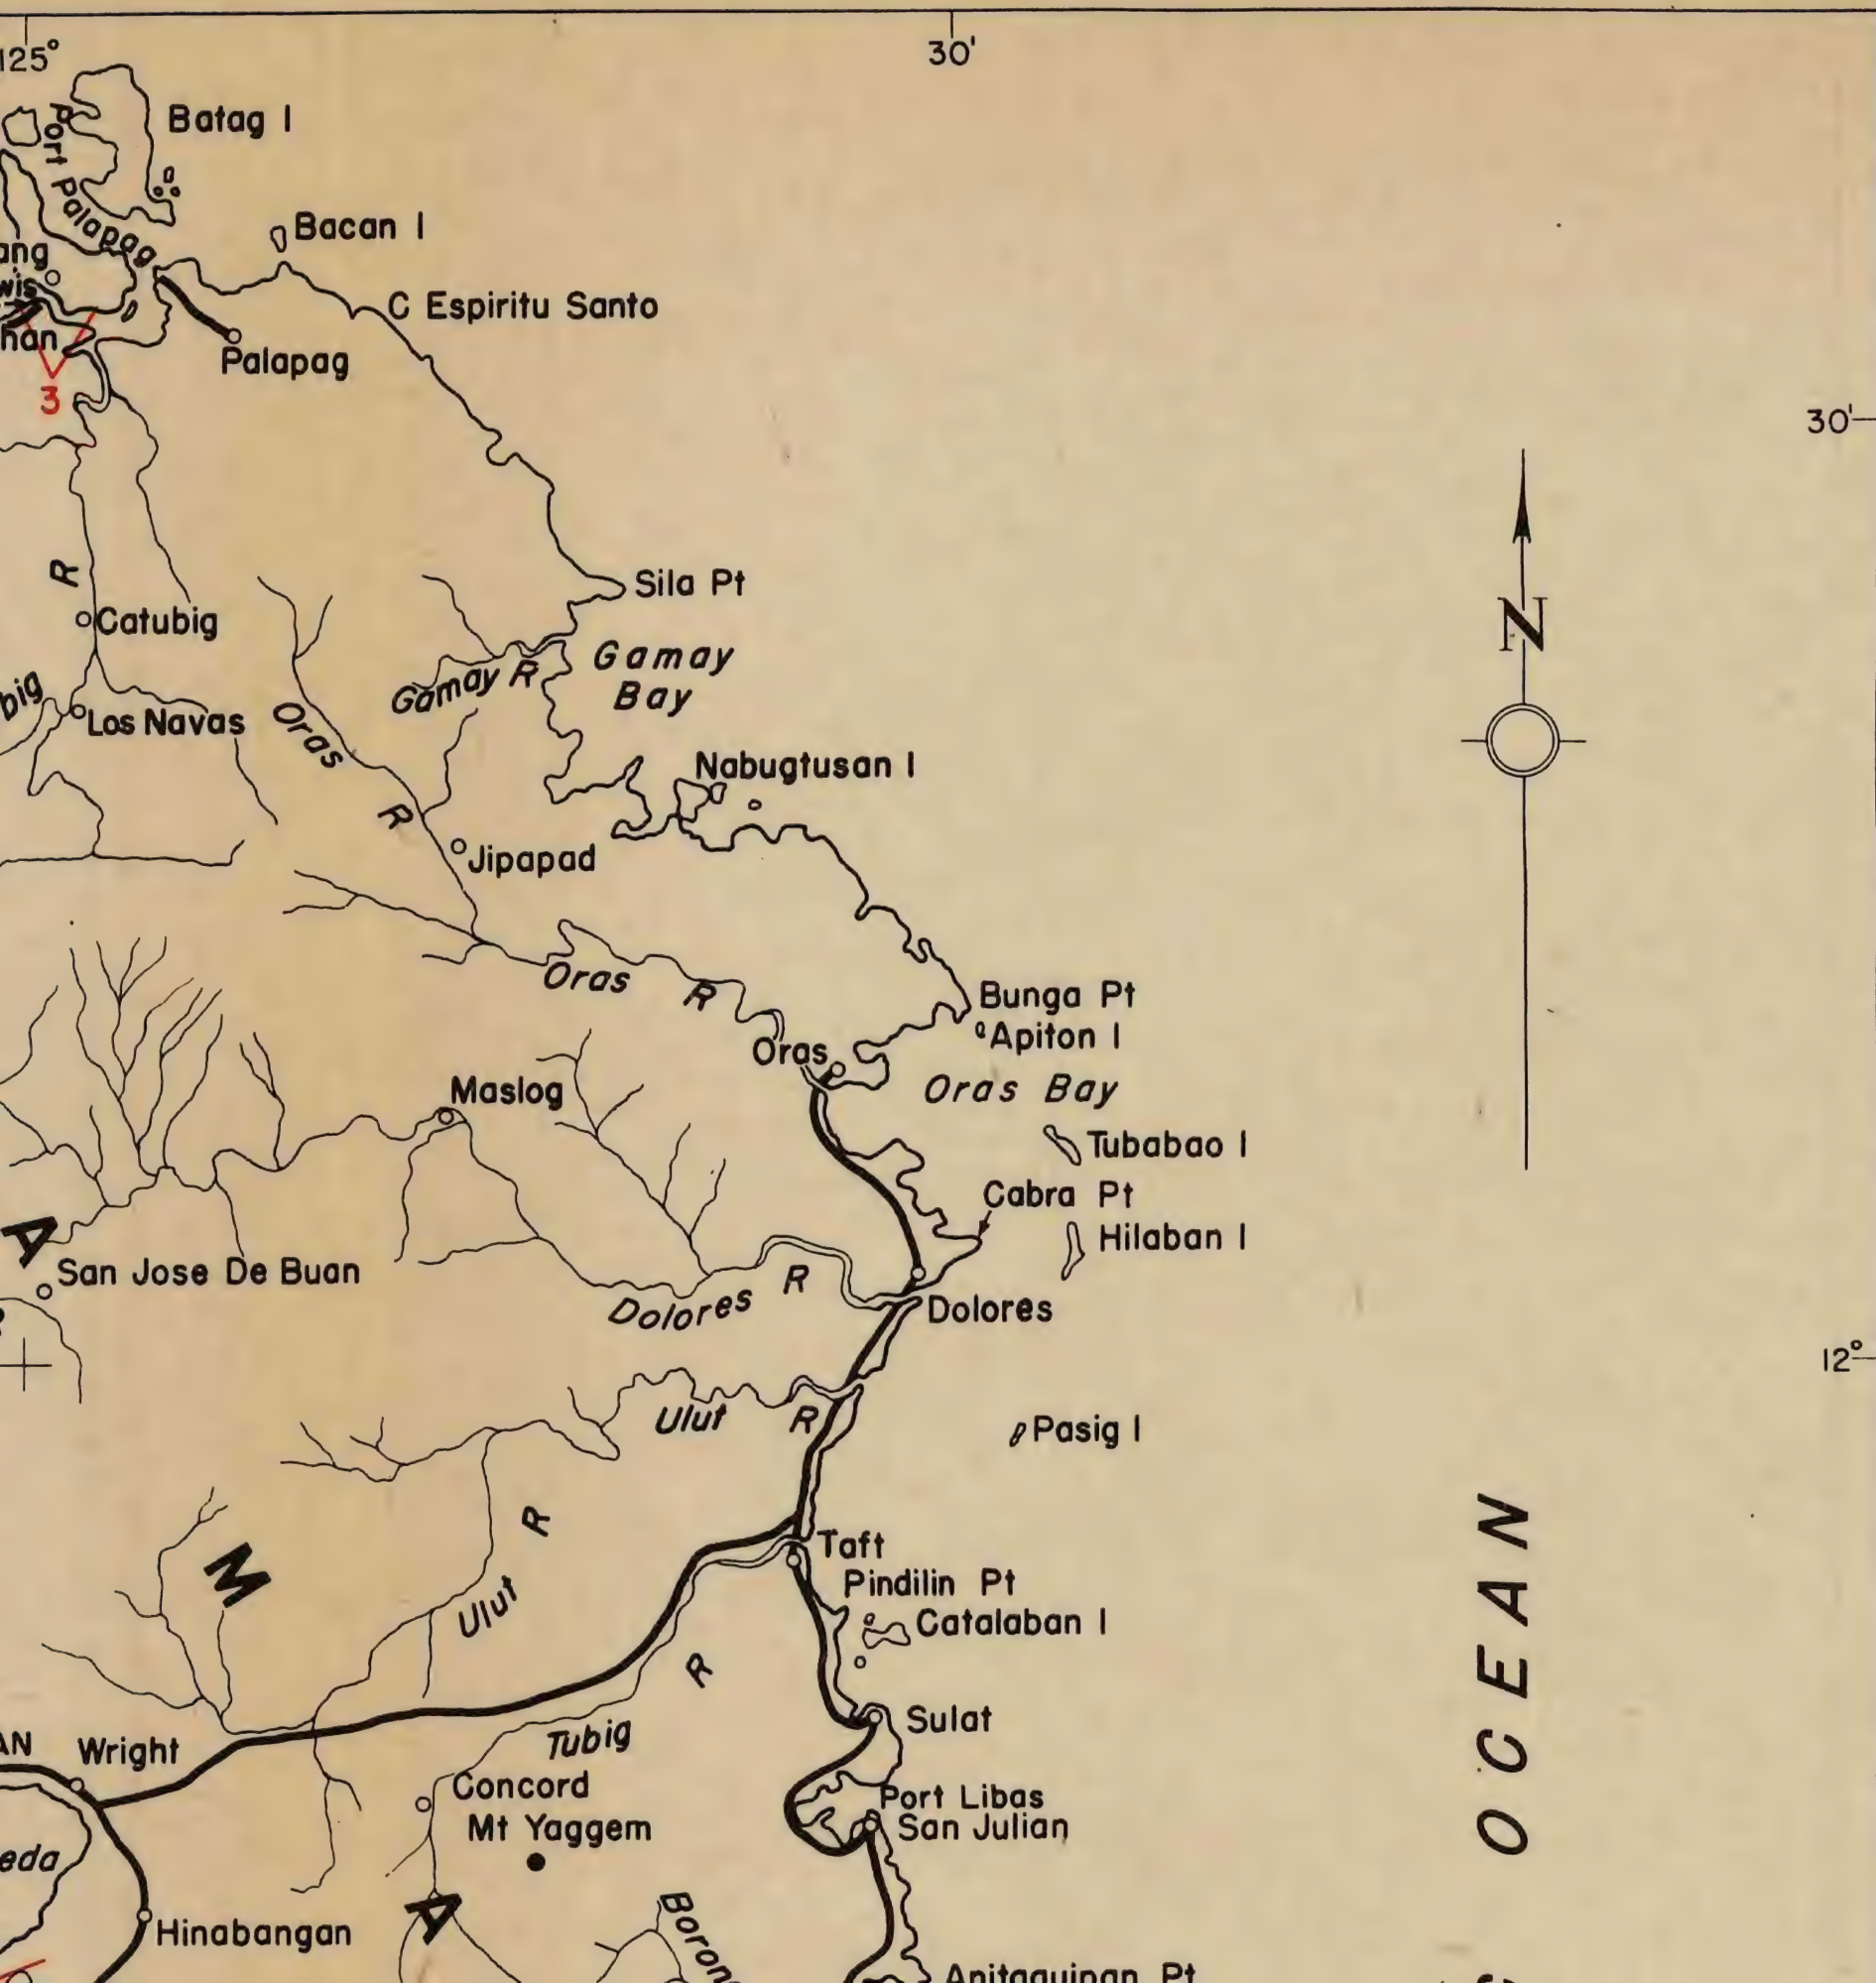 125°
30'
Batag I
Port Palapag
Bacan I
C Espiritu Santo
Palapag
3
30'
R
Sila Pt
N
Catubig
Gamay
Bay
Gamay R
Los Navas
Oras
R
Nabugtusan I
Jipapad
Oras R
Bunga Pt
Apiton I
Oras
Oras Bay
Maslog
Tubabao I
Cabra Pt
Hilaban I
A
San Jose De Buan
Dolores R
Dolores
12°
Ulut R
Pasig I
OCEAN
R
Ulut
M
Taft
Pindilin Pt
Catalaban I
R
Tubig
Sulat
Wright
Concord
Mt Yaggem
Port Libas
San Julian
A
Hinabangan